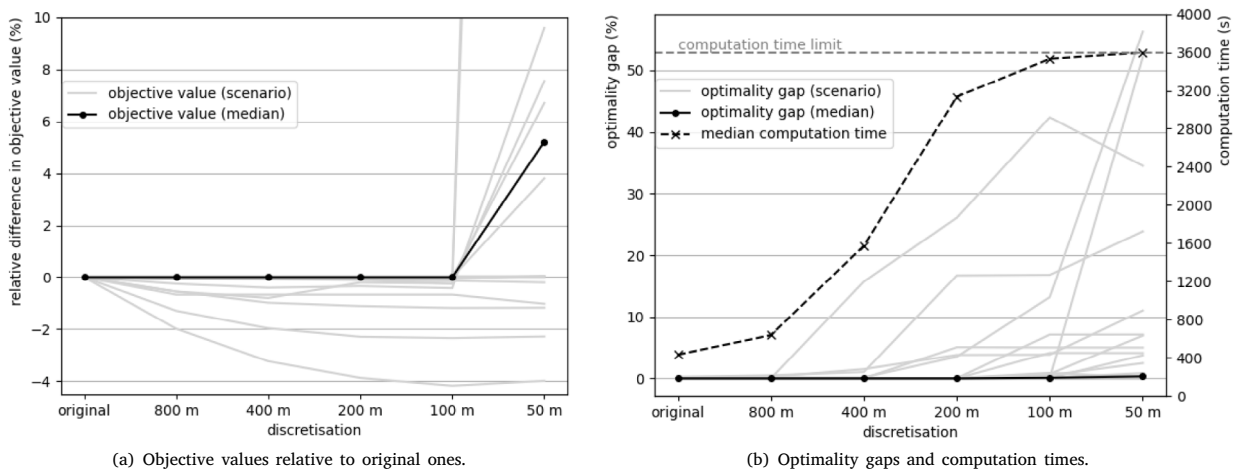 relative difference in objective value (%)
10
8
6
4
2
0
−2
−4
objective value (scenario)
objective value (median)
original
800 m
400 m
200 m
100 m
50 m
discretisation
(a) Objective values relative to original ones.
optimality gap (%)
50
40
30
20
10
0
computation time limit
optimality gap (scenario)
optimality gap (median)
median computation time
4000
3600
3200
2800
2400
2000
1600
1200
800
400
0
computation time (s)
original
800 m
400 m
200 m
100 m
50 m
discretisation
(b) Optimality gaps and computation times.